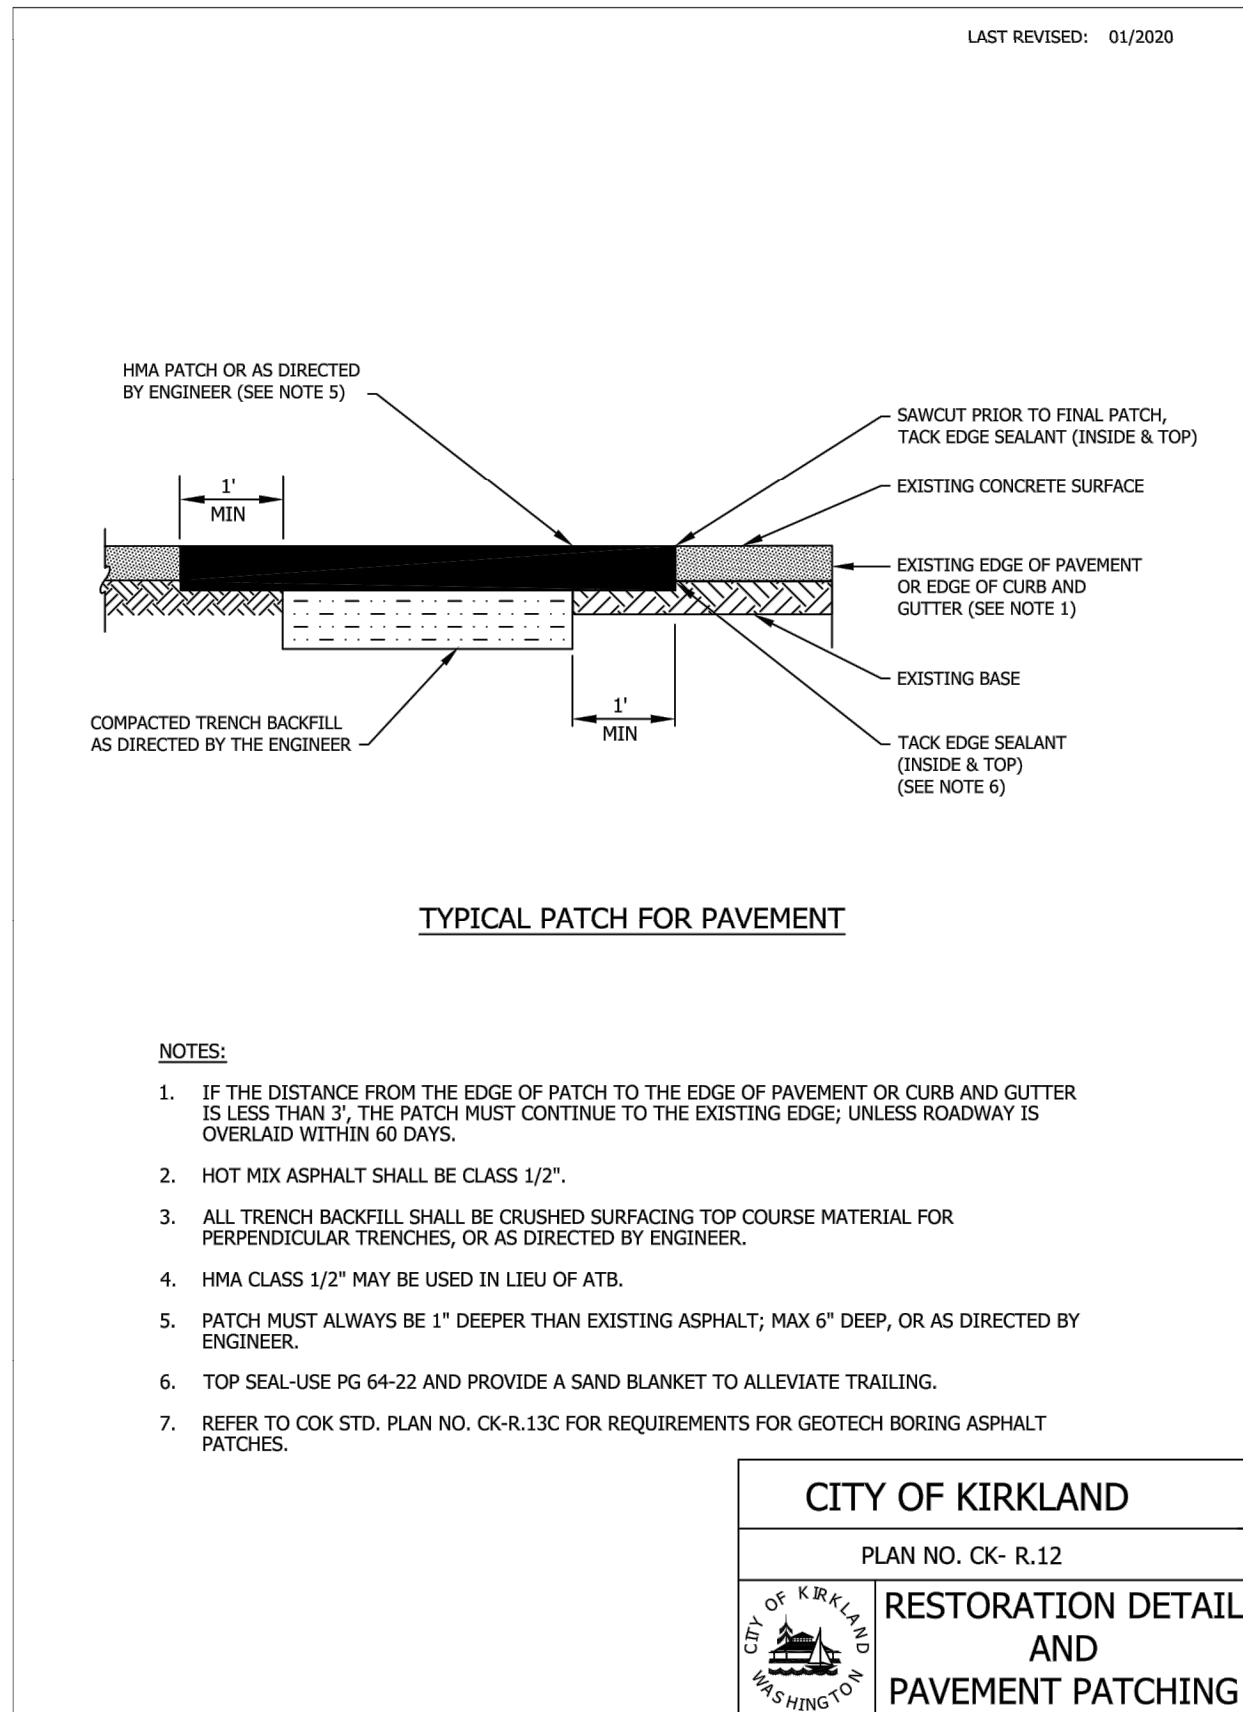 LAST REVISED: 01/2020
HMA PATCH OR AS DIRECTED
BY ENGINEER (SEE NOTE 5)
SAWCUT PRIOR TO FINAL PATCH,
TACK EDGE SEALANT (INSIDE & TOP)
1'
MIN
EXISTING CONCRETE SURFACE
EXISTING EDGE OF PAVEMENT
OR EDGE OF CURB AND
GUTTER (SEE NOTE 1)
EXISTING BASE
1'
MIN
COMPACTED TRENCH BACKFILL
AS DIRECTED BY THE ENGINEER
TACK EDGE SEALANT
(INSIDE & TOP)
(SEE NOTE 6)
TYPICAL PATCH FOR PAVEMENT
NOTES:
1. IF THE DISTANCE FROM THE EDGE OF PATCH TO THE EDGE OF PAVEMENT OR CURB AND GUTTER
IS LESS THAN 3', THE PATCH MUST CONTINUE TO THE EXISTING EDGE; UNLESS ROADWAY IS
OVERLAID WITHIN 60 DAYS.
2. HOT MIX ASPHALT SHALL BE CLASS 1/2".
3. ALL TRENCH BACKFILL SHALL BE CRUSHED SURFACING TOP COURSE MATERIAL FOR
PERPENDICULAR TRENCHES, OR AS DIRECTED BY ENGINEER.
4. HMA CLASS 1/2" MAY BE USED IN LIEU OF ATB.
5. PATCH MUST ALWAYS BE 1" DEEPER THAN EXISTING ASPHALT; MAX 6" DEEP, OR AS DIRECTED BY
ENGINEER.
6. TOP SEAL-USE PG 64-22 AND PROVIDE A SAND BLANKET TO ALLEVIATE TRAILING.
7. REFER TO COK STD. PLAN NO. CK-R.13C FOR REQUIREMENTS FOR GEOTECH BORING ASPHALT
PATCHES.
CITY OF KIRKLAND
PLAN NO. CK- R.12
CITY OF KIRKLAND
WASHINGTON
RESTORATION DETAIL
AND
PAVEMENT PATCHING